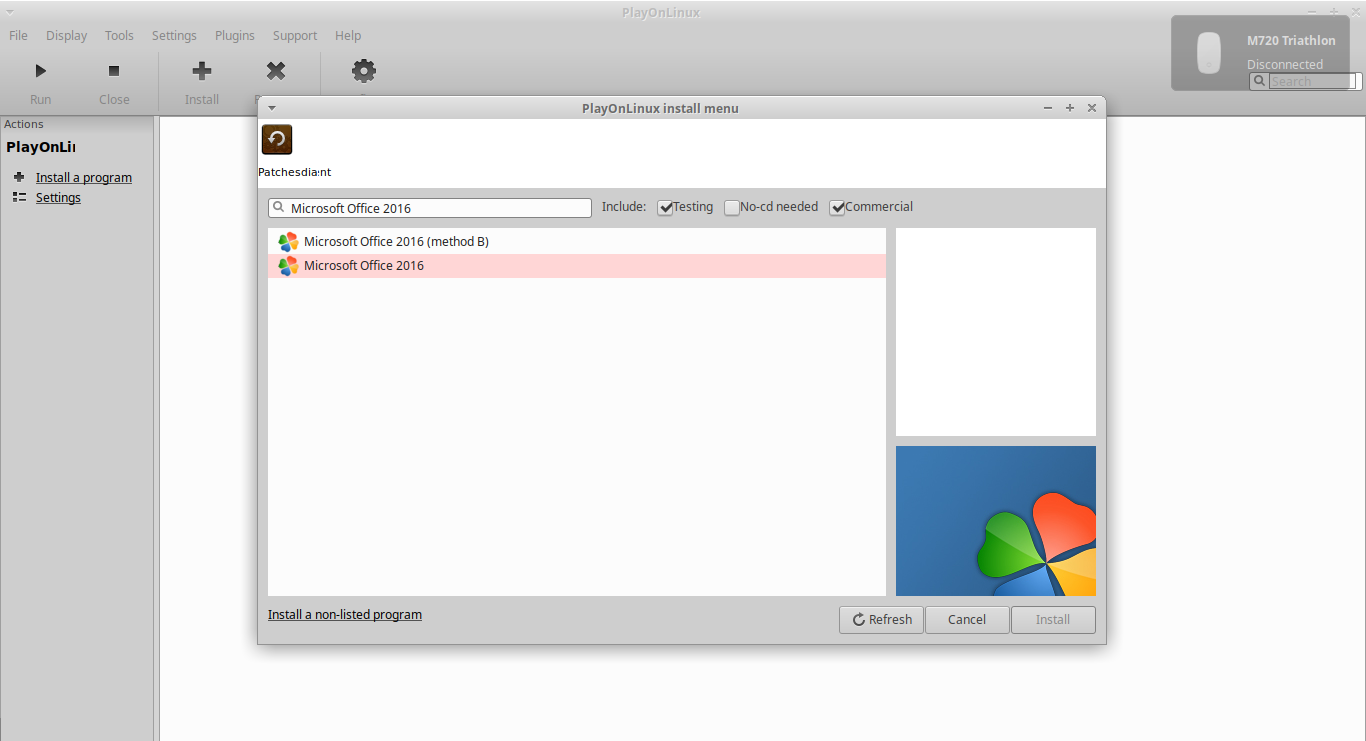 PlayOnLinux
File Display Tools Settings Plugins Support Help
M720 Triathlon
Disconnected
Search
Run Close Install
Actions
PlayOnLi
Install a program
Settings
PlayOnLinux install menu
Patches
Microsoft Office 2016
Include: Testing No-cd needed Commercial
Microsoft Office 2016 (method B)
Microsoft Office 2016
Install a non-listed program
Refresh Cancel Install